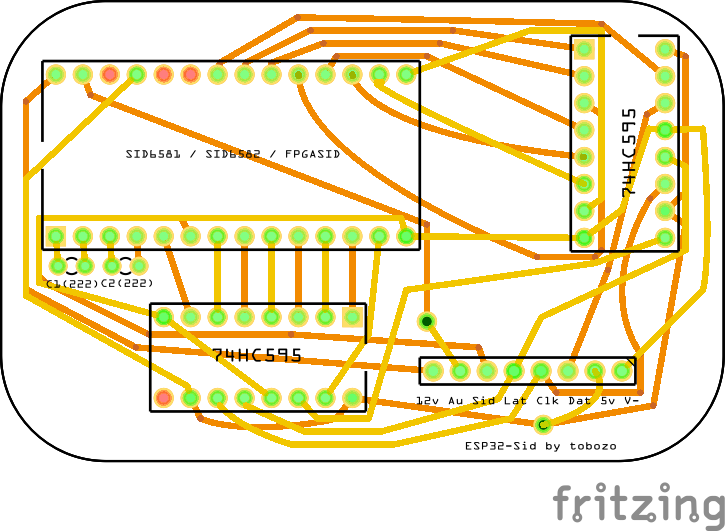 74HC595
SID6581 / SID6582 / FPGASID
C1(222) C2(222)
74HC595
12v Au Sid Lat Clk Dat 5v V-
ESP32-Sid by tobozo
fritzing